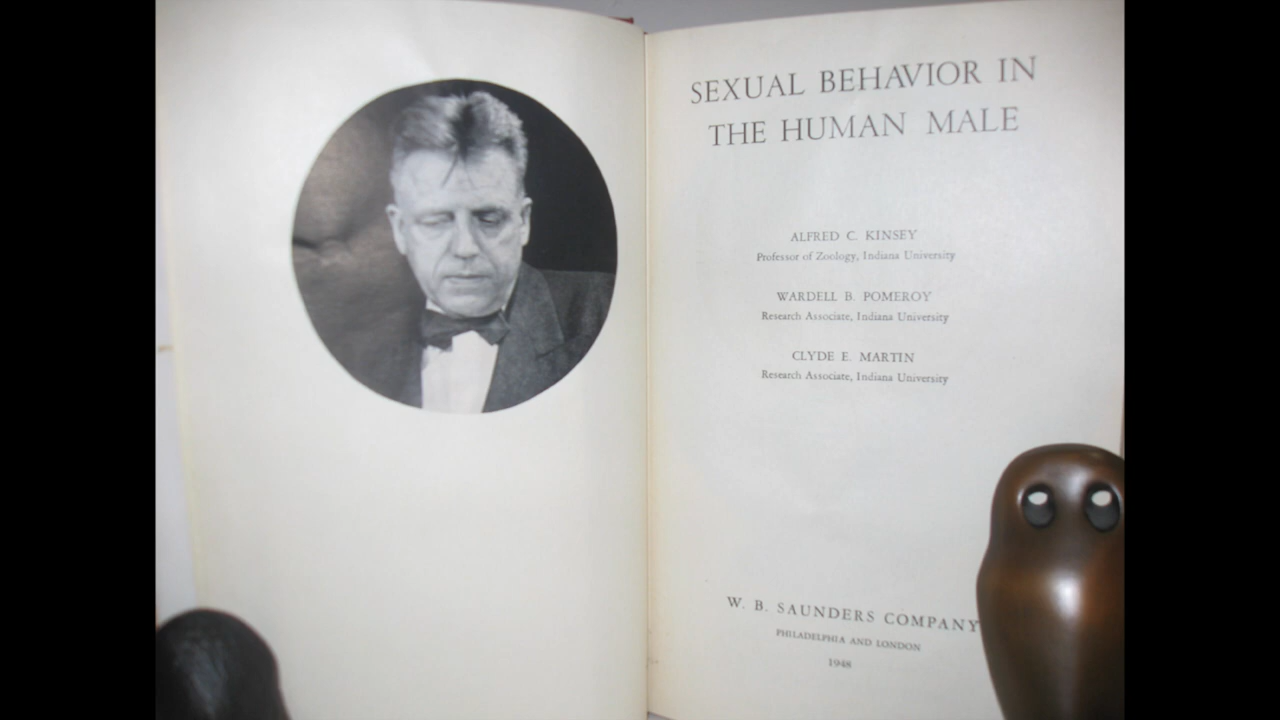 SEXUAL BEHAVIOR IN
THE HUMAN MALE
ALFRED C. KINSEY
Professor of Zoology, Indiana University
WARDELL B. POMEROY
Research Associate, Indiana University
CLYDE E. MARTIN
Research Associate, Indiana University
W. B. SAUNDERS COMPANY
PHILADELPHIA AND LONDON
1948